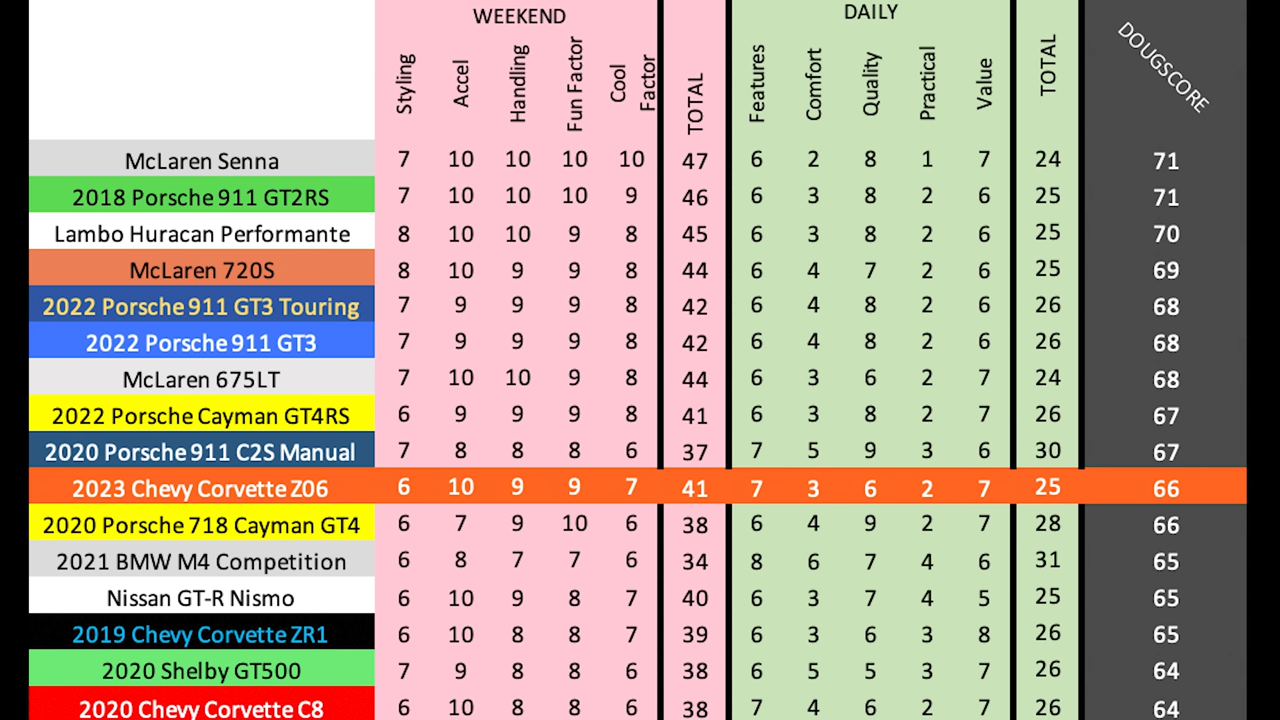 WEEKEND DAILY
Styling Accel Handling Fun Factor Cool Factor TOTAL Features Comfort Quality Practical Value TOTAL DOUGSCORE
McLaren Senna 7 10 10 10 10 47 6 2 8 1 7 24 71
2018 Porsche 911 GT2RS 7 10 10 10 9 46 6 3 8 2 6 25 71
Lambo Huracan Performante 8 10 10 9 8 45 6 3 8 2 6 25 70
McLaren 720S 8 10 9 9 8 44 6 4 7 2 6 25 69
2022 Porsche 911 GT3 Touring 7 9 9 9 8 42 6 4 8 2 6 26 68
2022 Porsche 911 GT3 7 9 9 9 8 42 6 4 8 2 6 26 68
McLaren 675LT 7 10 10 9 8 44 6 3 6 2 7 24 68
2022 Porsche Cayman GT4RS 6 9 9 9 8 41 6 3 8 2 7 26 67
2020 Porsche 911 C2S Manual 7 8 8 8 6 37 7 5 9 3 6 30 67
2023 Chevy Corvette Z06 6 10 9 9 7 41 7 3 6 2 7 25 66
2020 Porsche 718 Cayman GT4 6 7 9 10 6 38 6 4 9 2 7 28 66
2021 BMW M4 Competition 6 8 7 7 6 34 8 6 7 4 6 31 65
Nissan GT-R Nismo 6 10 9 8 7 40 6 3 7 4 5 25 65
2019 Chevy Corvette ZR1 6 10 8 8 7 39 6 3 6 3 8 26 65
2020 Shelby GT500 7 9 8 8 6 38 6 5 5 3 7 26 64
2020 Chevy Corvette C8 6 10 8 8 6 38 7 4 6 2 7 26 64